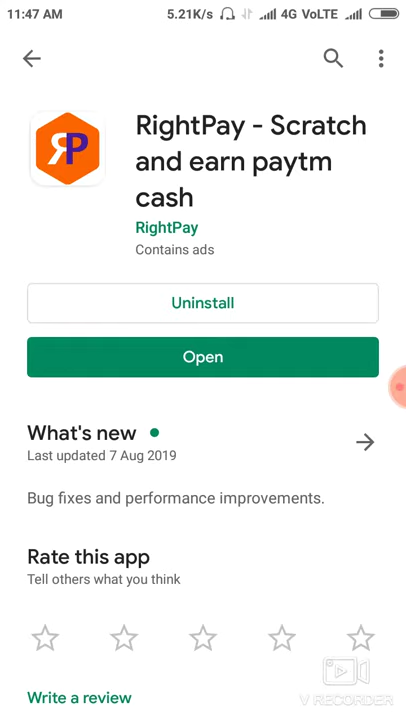 11:47 AM 5.21K/s 4G VoLTE
RP
RightPay - Scratch
and earn paytm
cash
RightPay
Contains ads
Uninstall
Open
What's new
Last updated 7 Aug 2019
Bug fixes and performance improvements.
Rate this app
Tell others what you think
V RECORDER
Write a review